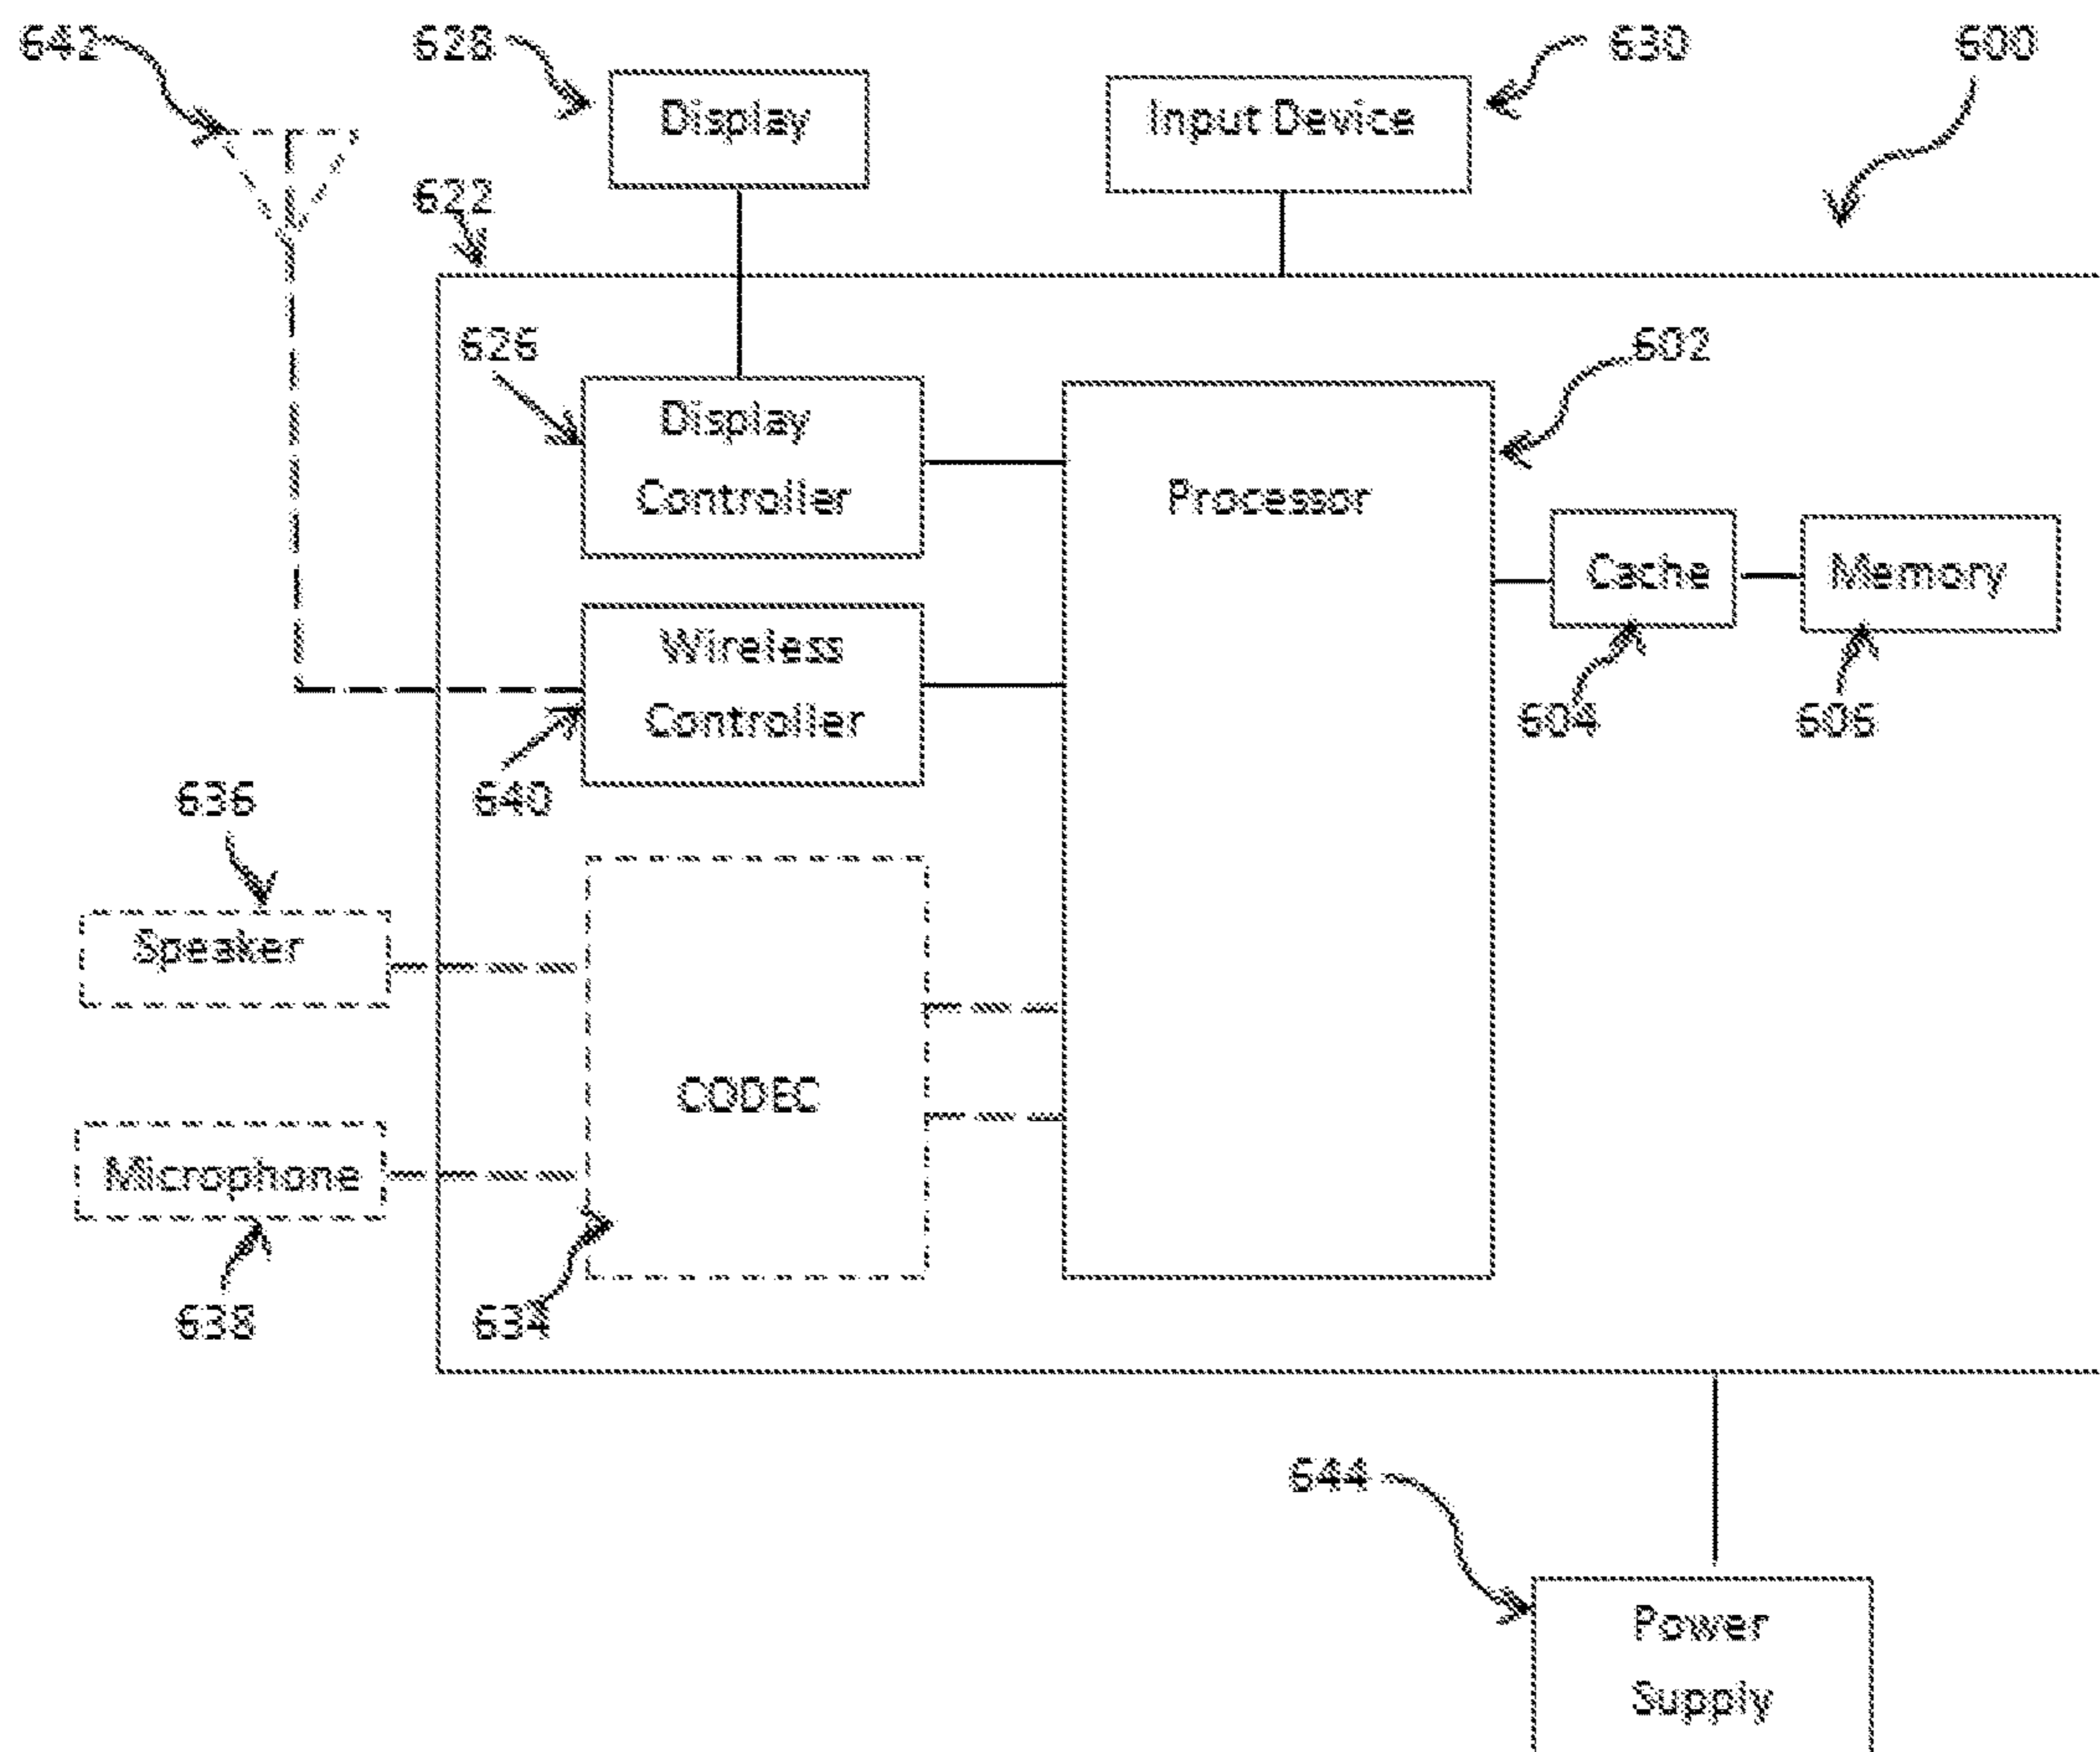 642
628
Display
Input Device
630
600
622
626
Display
Controller
Processor
602
Cache
Memory
Wireless
Controller
604
606
640
636
Speaker
CODEC
Microphone
638
634
644
Power
Supply